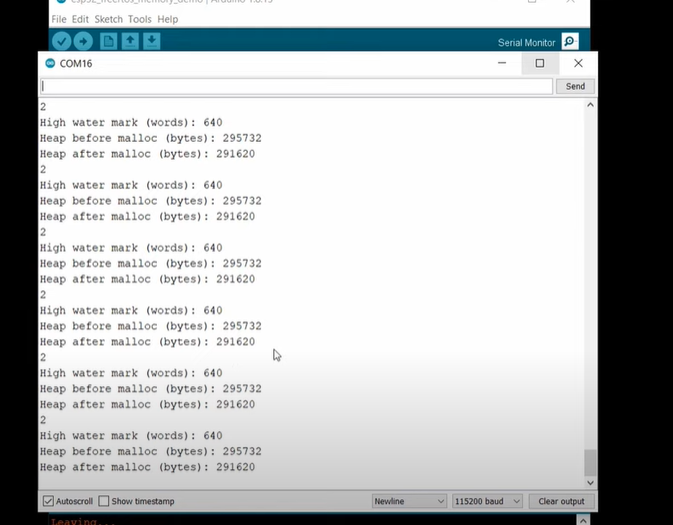 esp32_freertos_memory_demo | Arduino 1.8.13
File Edit Sketch Tools Help
Serial Monitor
COM16
Send
2
High water mark (words): 640
Heap before malloc (bytes): 295732
Heap after malloc (bytes): 291620
2
High water mark (words): 640
Heap before malloc (bytes): 295732
Heap after malloc (bytes): 291620
2
High water mark (words): 640
Heap before malloc (bytes): 295732
Heap after malloc (bytes): 291620
2
High water mark (words): 640
Heap before malloc (bytes): 295732
Heap after malloc (bytes): 291620
2
High water mark (words): 640
Heap before malloc (bytes): 295732
Heap after malloc (bytes): 291620
2
High water mark (words): 640
Heap before malloc (bytes): 295732
Heap after malloc (bytes): 291620
Autoscroll Show timestamp Newline 115200 baud Clear output
Leaving...